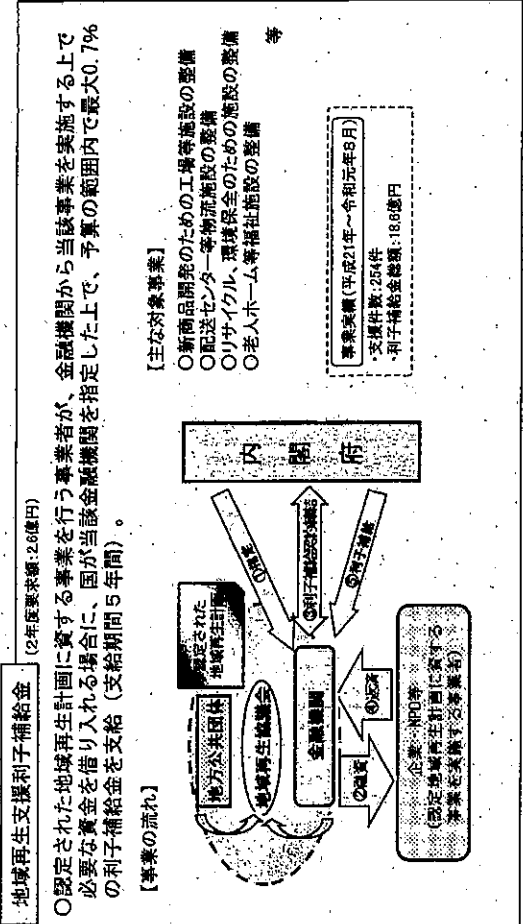 地域再生支援利子補給金
(2年度要求額:2.6億円)
○認定された地域再生計画に資する事業を行う事業者が、金融機関から当該事業を実施する上で
必要な資金を借り入れる場合に、国が当該金融機関を指定した上で、予算の範囲内で最大0.7%
の利子補給金を支給(支給期間5年間)。
【事業の流れ】
地方公共団体
認定された
地域再生計画
地域再生協議会
金融機関
①指定
③利子補給契約締結
⑤利子補給
内閣府
②融資
④返済
企業・NPO等
(認定地域再生計画に資する
事業を実施する事業者)
【主な対象事業】
○新商品開発のための工場等施設の整備
○配送センター等物流施設の整備
○リサイクル、環境保全のための施設の整備
○老人ホーム等福祉施設の整備
等
事業実績(平成21年~令和元年8月)
・支援件数:254件
・利子補給金総額:18.6億円